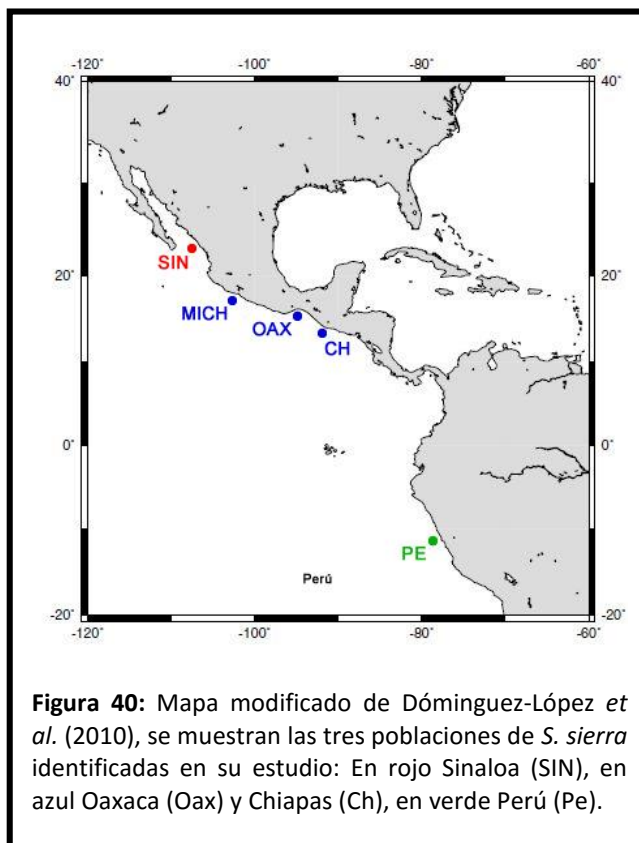 -120° -100° -80° -60°
40° 40°
SIN
20° 20°
MICH
OAX
CH
0° 0°
PE
Perú
-20° -20°
-120° -100° -80° -60°
Figura 40: Mapa modificado de Dóminguez-López et
al. (2010), se muestran las tres poblaciones de S. sierra
identificadas en su estudio: En rojo Sinaloa (SIN), en
azul Oaxaca (Oax) y Chiapas (Ch), en verde Perú (Pe).